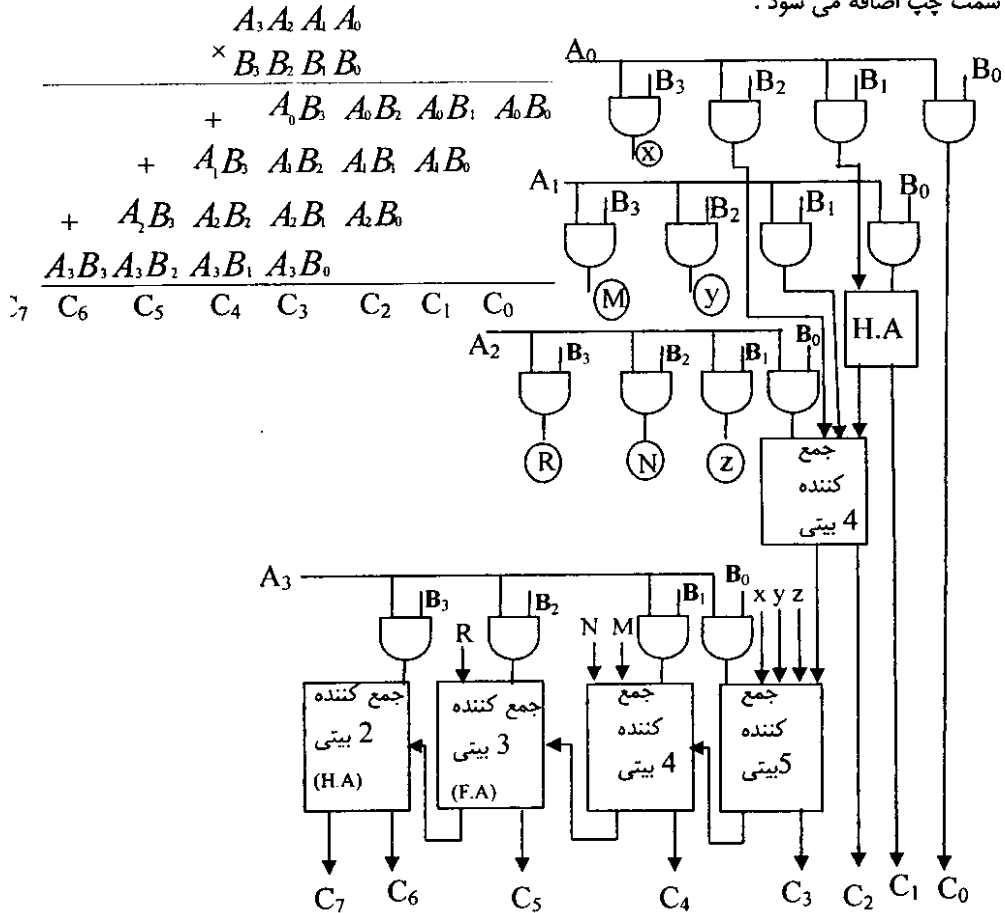 سمت چپ اضافه می شود .
A₃ A₂ A₁ A₀
× B₃ B₂ B₁ B₀
+ A₀B₃ A₀B₂ A₀B₁ A₀B₀
+ A₁B₃ A₁B₂ A₁B₁ A₁B₀
+ A₂B₃ A₂B₂ A₂B₁ A₂B₀
A₃B₃ A₃B₂ A₃B₁ A₃B₀
C₇ C₆ C₅ C₄ C₃ C₂ C₁ C₀
A₀ B₃ B₂ B₁ B₀
x
A₁ B₃ B₂ B₁ B₀
M y
H.A
A₂ B₃ B₂ B₁ B₀
R N z
جمع
کننده
4 بیتی
A₃ B₃ B₂ B₁ B₀
R N M x y z
جمع کننده
2 بیتی
(H.A)
جمع کننده
3 بیتی
(F.A)
جمع
کننده
4 بیتی
جمع
کننده
5بیتی
C₇ C₆ C₅ C₄ C₃ C₂ C₁ C₀